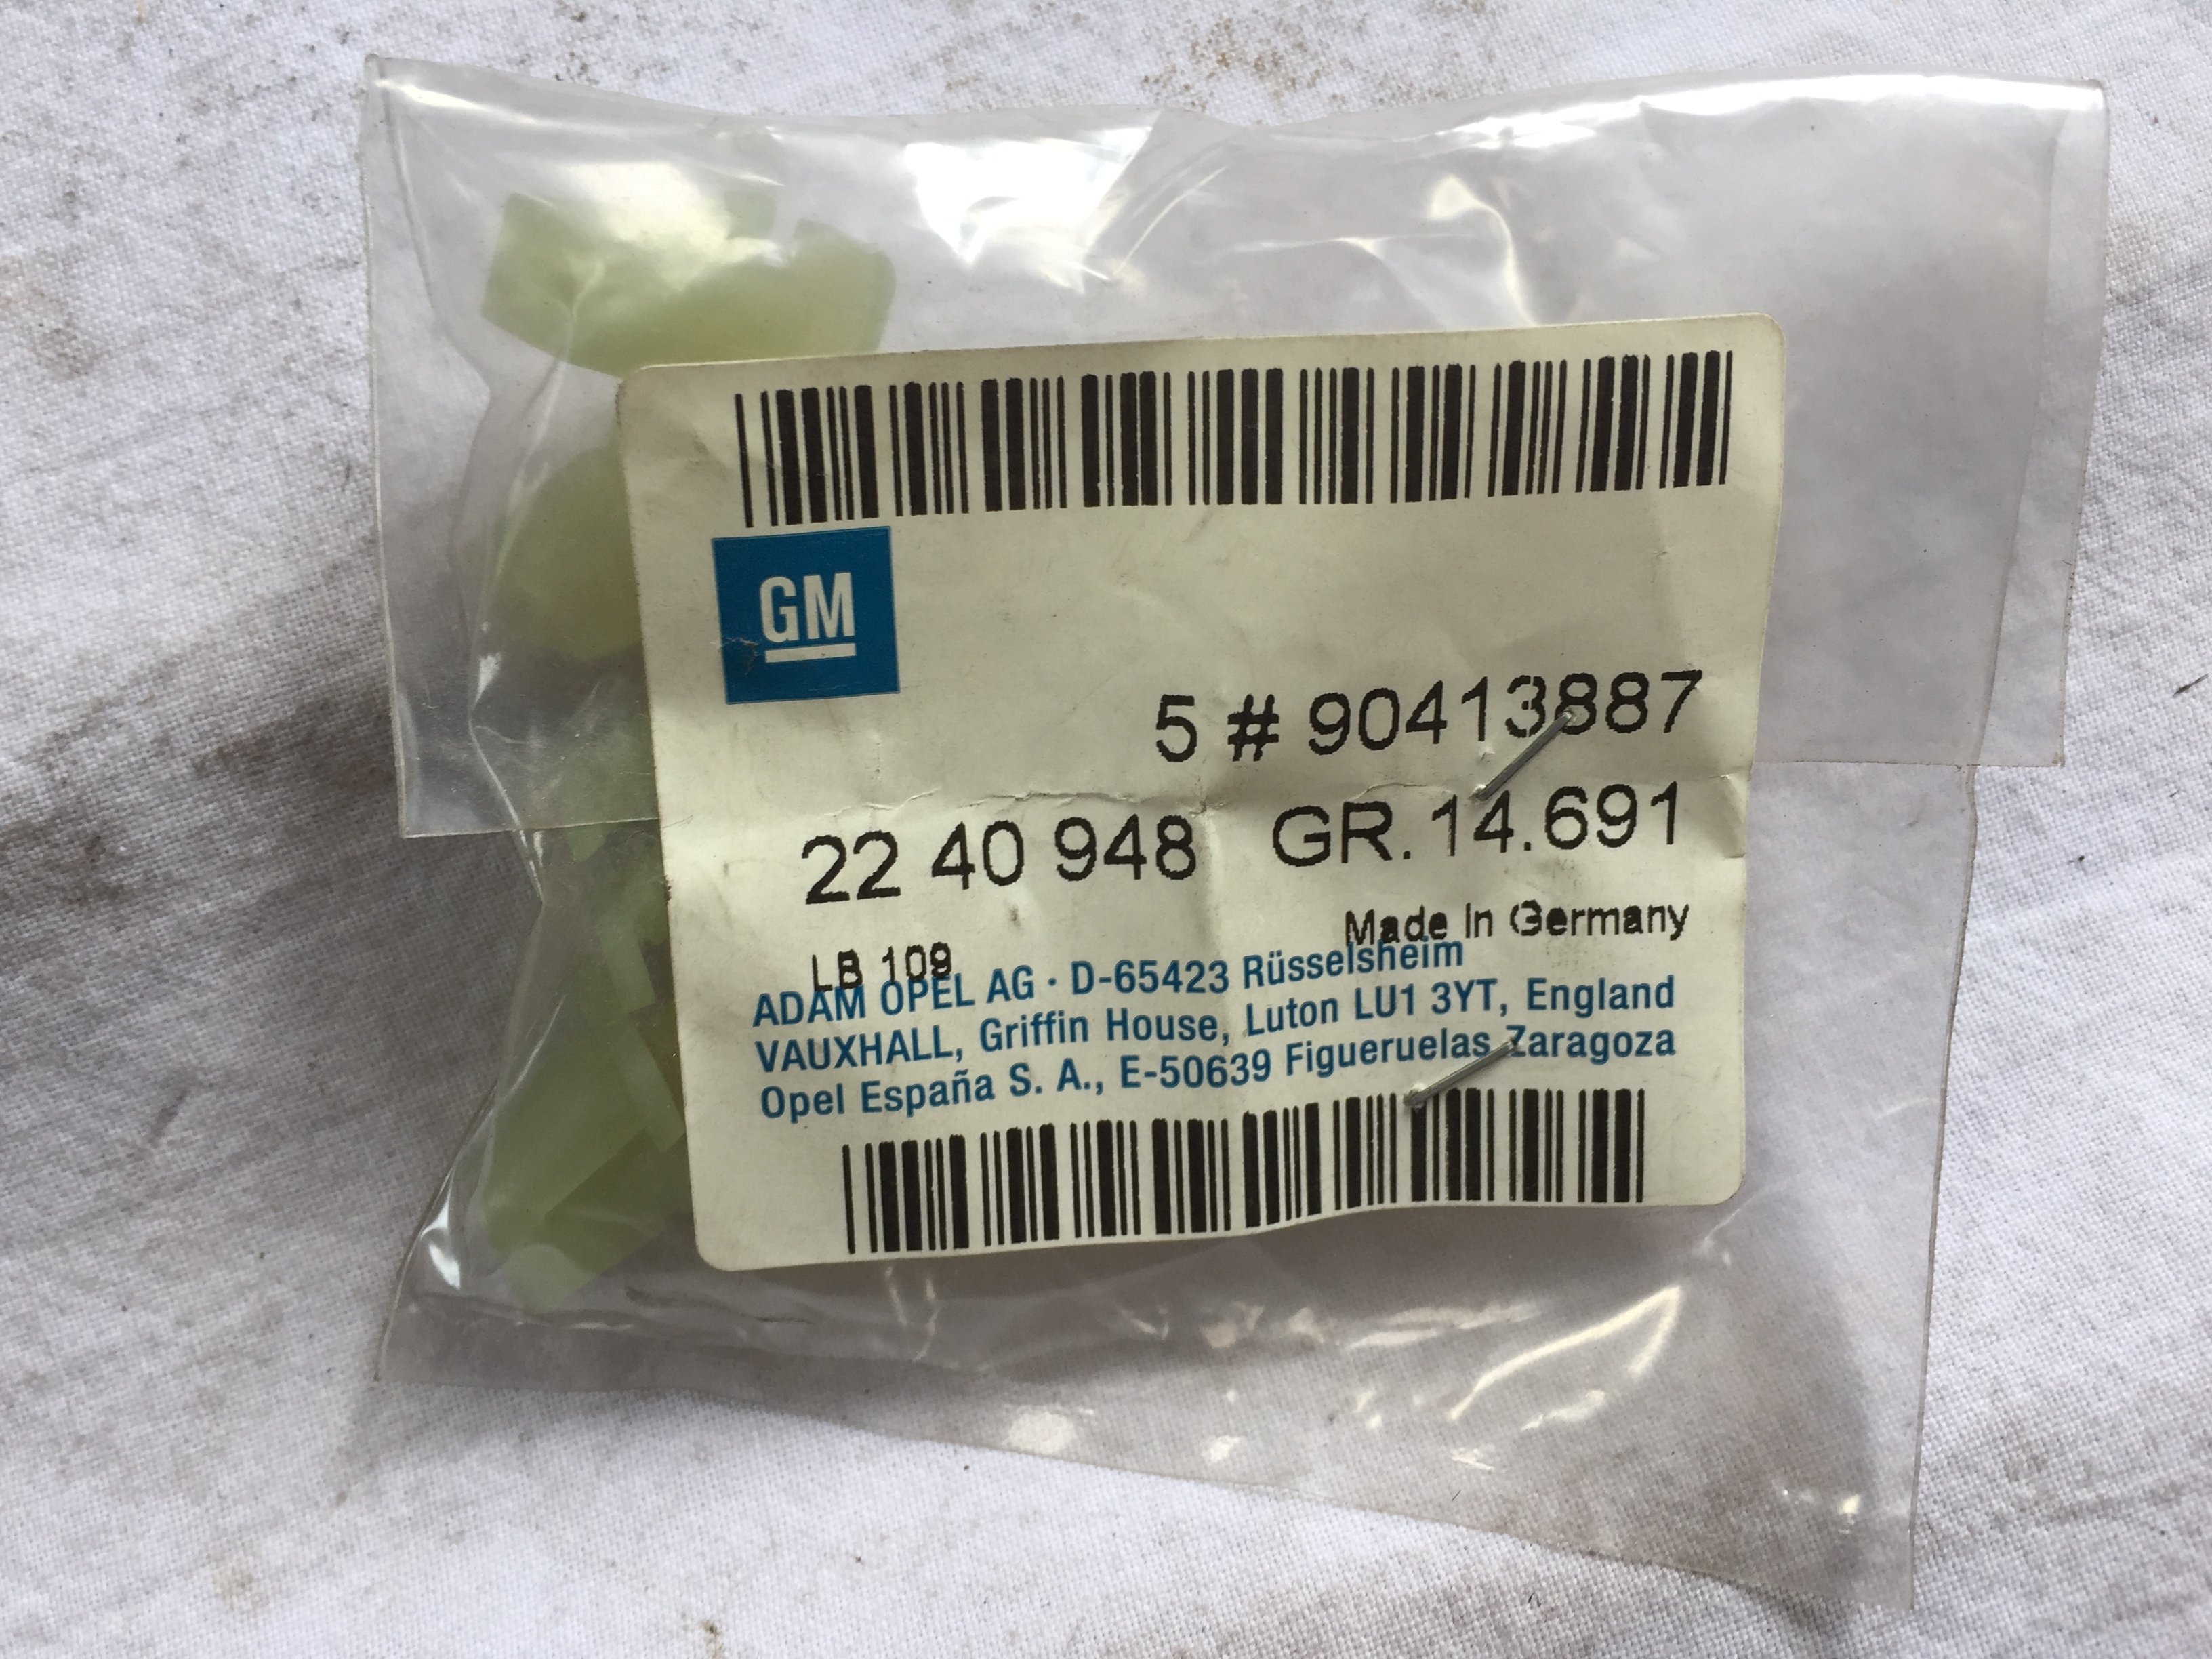 GM
5 # 90413887
22 40 948 GR. 14.691
Made in Germany
LB 109
ADAM OPEL AG · D-65423 Rüsselsheim
VAUXHALL, Griffin House, Luton LU1 3YT, England
Opel España S. A., E-50639 Figueruelas Zaragoza